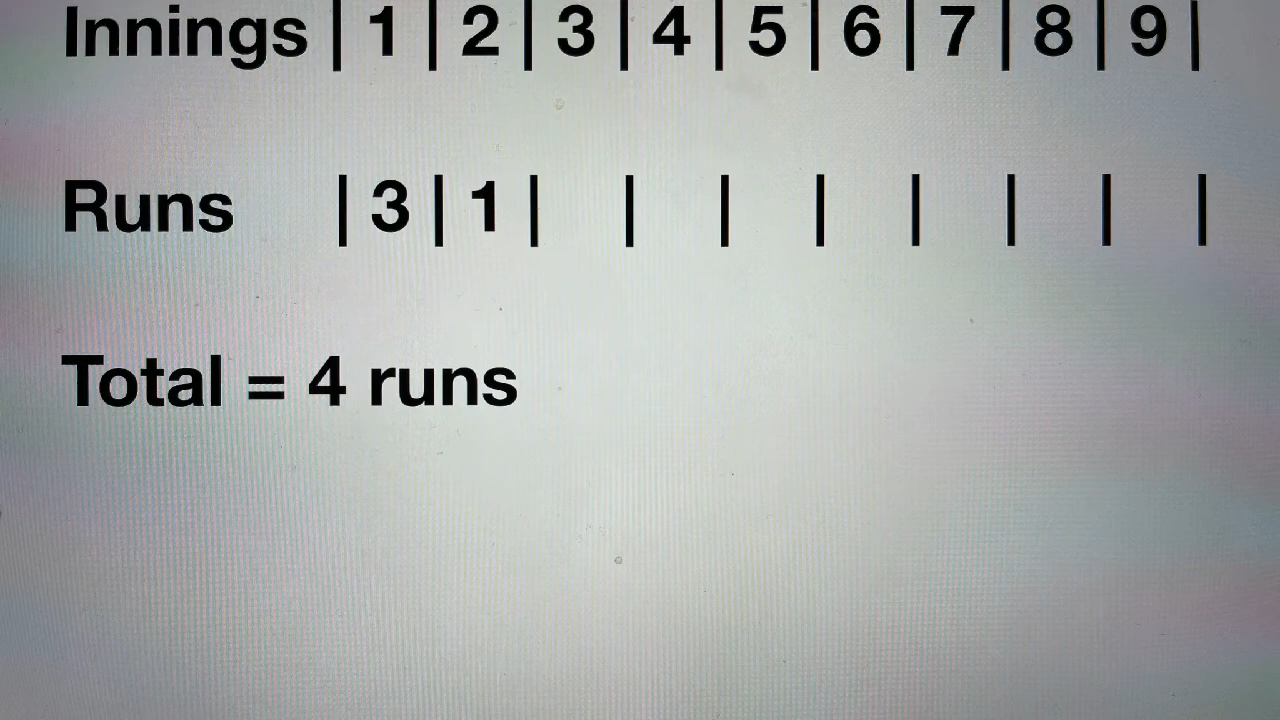 Innings | 1 | 2 | 3 | 4 | 5 | 6 | 7 | 8 | 9 |
Runs | 3 | 1 | | | | | | | |
Total = 4 runs